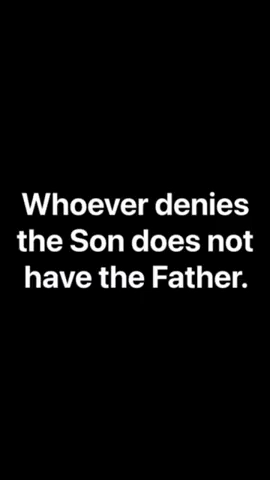 Whoever denies
the Son does not
have the Father.